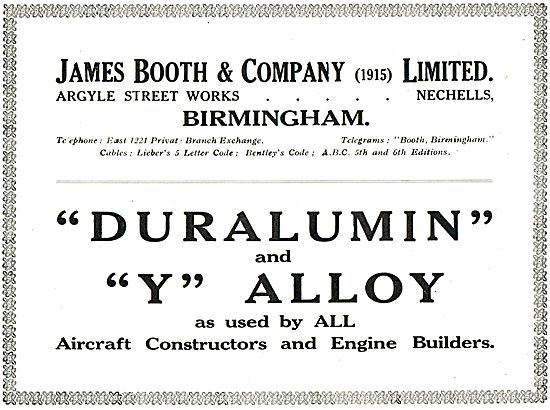 JAMES BOOTH & COMPANY (1915) LIMITED.
ARGYLE STREET WORKS . . . . . NECHELLS,
BIRMINGHAM.
Telephone: East 1221 Private Branch Exchange. Telegrams: "Booth, Birmingham."
Cables: Lieber's 5 Letter Code; Bentley's Code; A.B.C. 5th and 6th Editions.
"DURALUMIN"
and
"Y" ALLOY
as used by ALL
Aircraft Constructors and Engine Builders.